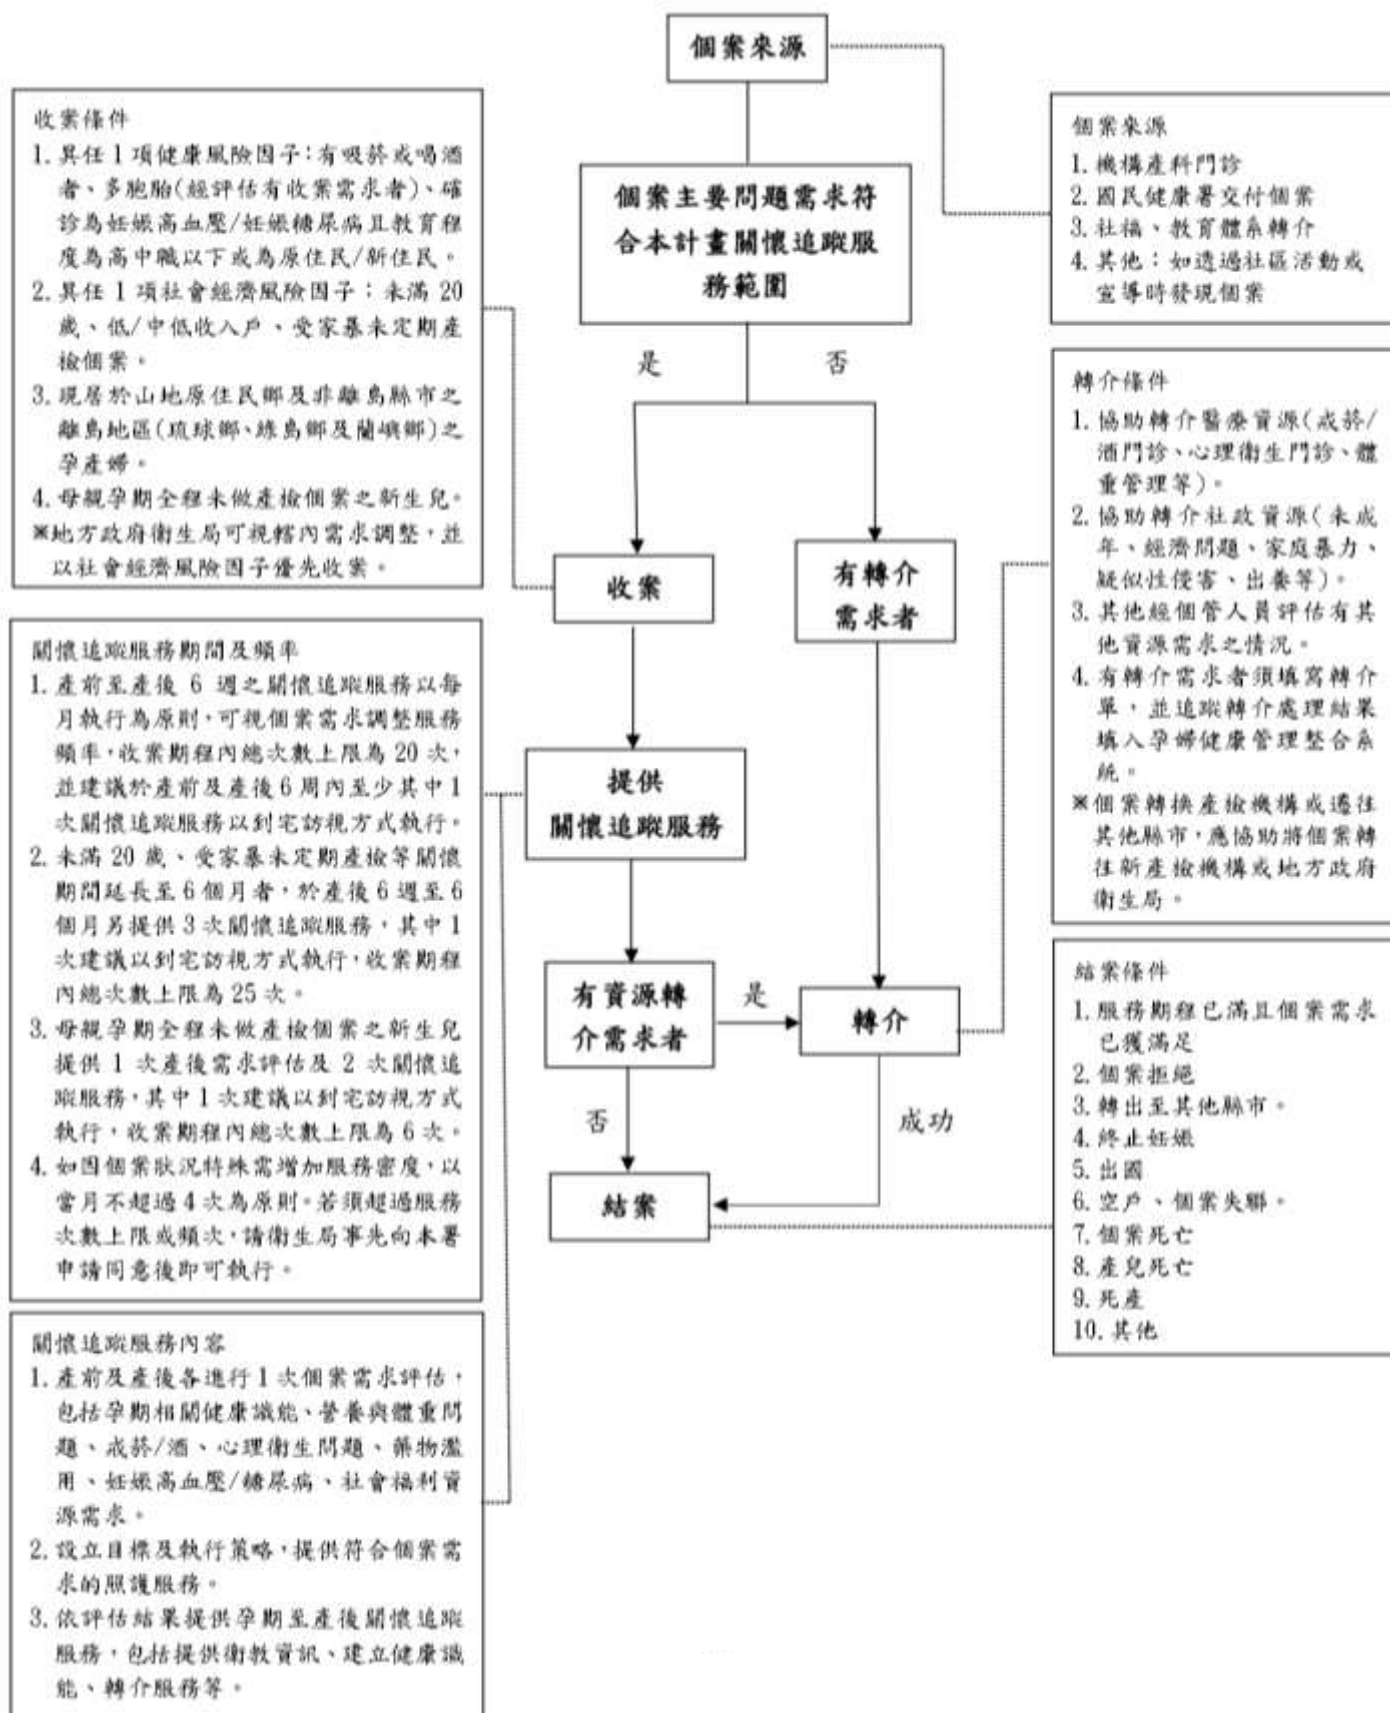 個案來源
收案條件
1. 具任 1 項健康風險因子:有吸菸或喝酒
者、多胞胎(經評估有收案需求者)、確
診為妊娠高血壓/妊娠糖尿病且教育程
度為高中職以下或為原住民/新住民。
2. 具任 1 項社會經濟風險因子:未滿 20
歲、低/中低收入戶、受家暴未定期產
檢個案。
3. 現居於山地原住民鄉及非離島縣市之
離島地區(琉球鄉、綠島鄉及蘭嶼鄉)之
孕產婦。
4. 母親孕期全程未做產檢個案之新生兒。
※地方政府衛生局可視轄內需求調整,並
以社會經濟風險因子優先收案。
個案來源
1. 機構產科門診
2. 國民健康署交付個案
3. 社福、教育體系轉介
4. 其他:如透過社區活動或
宣導時發現個案
個案主要問題需求符
合本計畫關懷追蹤服
務範圍
是
否
收案
有轉介
需求者
轉介條件
1. 協助轉介醫療資源(戒菸/
酒門診、心理衛生門診、體
重管理等)。
2. 協助轉介社政資源(未成
年、經濟問題、家庭暴力、
疑似性侵害、出養等)。
3. 其他經個管人員評估有其
他資源需求之情況。
4. 有轉介需求者須填寫轉介
單,並追蹤轉介處理結果
填入孕婦健康管理整合系
統。
※個案轉換產檢機構或遷往
其他縣市,應協助將個案轉
往新產檢機構或地方政府
衛生局。
關懷追蹤服務期間及頻率
1. 產前至產後 6 週之關懷追蹤服務以每
月執行為原則,可視個案需求調整服務
頻率,收案期程內總次數上限為 20 次,
並建議於產前及產後 6 周內至少其中 1
次關懷追蹤服務以到宅訪視方式執行。
2. 未滿 20 歲、受家暴未定期產檢等關懷
期間延長至 6 個月者,於產後 6 週至 6
個月另提供 3 次關懷追蹤服務,其中 1
次建議以到宅訪視方式執行,收案期程
內總次數上限為 25 次。
3. 母親孕期全程未做產檢個案之新生兒
提供 1 次產後需求評估及 2 次關懷追
蹤服務,其中 1 次建議以到宅訪視方式
執行,收案期程內總次數上限為 6 次。
4. 如因個案狀況特殊需增加服務密度,以
當月不超過 4 次為原則。若須超過服務
次數上限或頻次,請衛生局事先向本署
申請同意後即可執行。
提供
關懷追蹤服務
有資源轉
介需求者
是
轉介
否
成功
結案
結案條件
1. 服務期程已滿且個案需求
已獲滿足
2. 個案拒絕
3. 轉出至其他縣市。
4. 終止妊娠
5. 出國
6. 空戶、個案失聯。
7. 個案死亡
8. 產兒死亡
9. 死產
10. 其他
關懷追蹤服務內容
1. 產前及產後各進行 1 次個案需求評估,
包括孕期相關健康識能、營養與體重問
題、戒菸/酒、心理衛生問題、藥物濫
用、妊娠高血壓/糖尿病、社會福利資
源需求。
2. 設立目標及執行策略,提供符合個案需
求的照護服務。
3. 依評估結果提供孕期至產後關懷追蹤
服務,包括提供衛教資訊、建立健康識
能、轉介服務等。